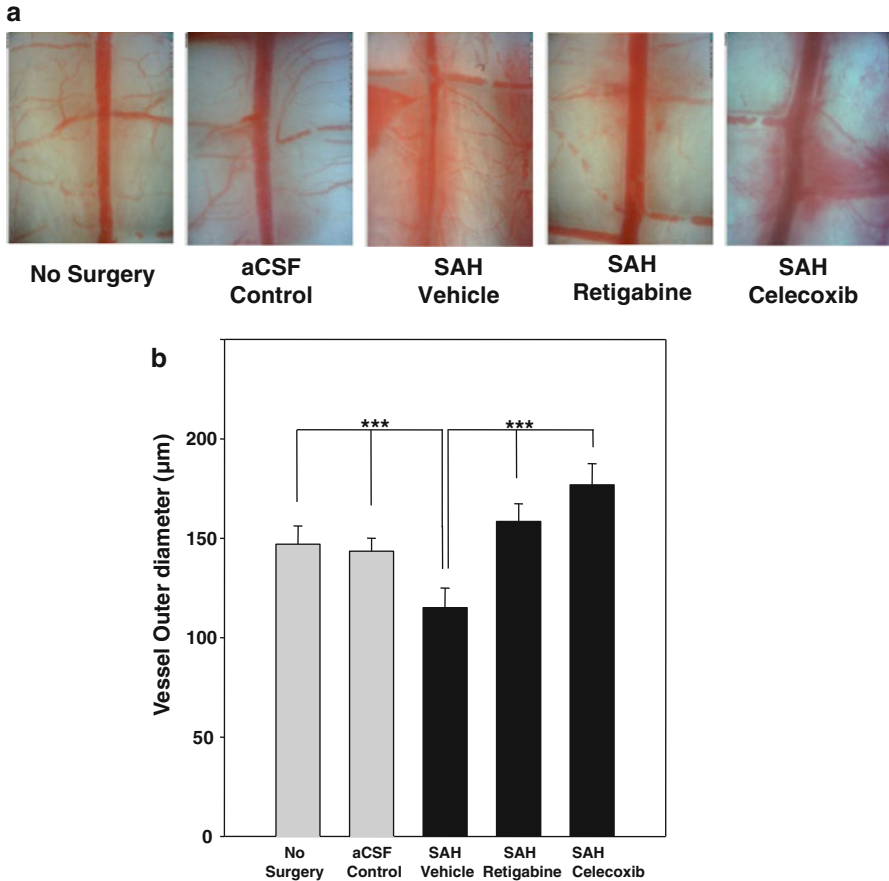 a
No Surgery
aCSF
Control
SAH
Vehicle
SAH
Retigabine
SAH
Celecoxib
b
Vessel Outer diameter (µm)
200
150
100
50
0
***
***
No
Surgery
aCSF
Control
SAH
Vehicle
SAH
Retigabine
SAH
Celecoxib